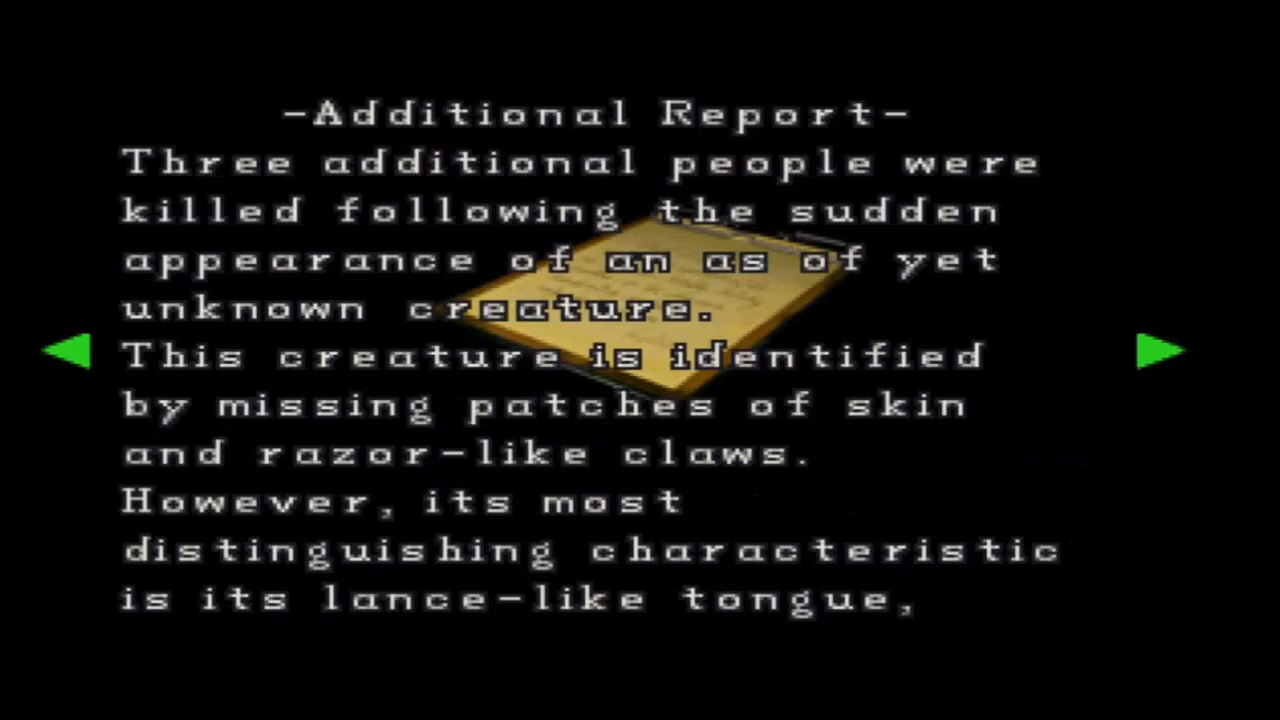 -Additional Report-
Three additional people were
killed following the sudden
appearance of an as of yet
unknown creature.
This creature is identified
by missing patches of skin
and razor-like claws.
However, its most
distinguishing characteristic
is its lance-like tongue,